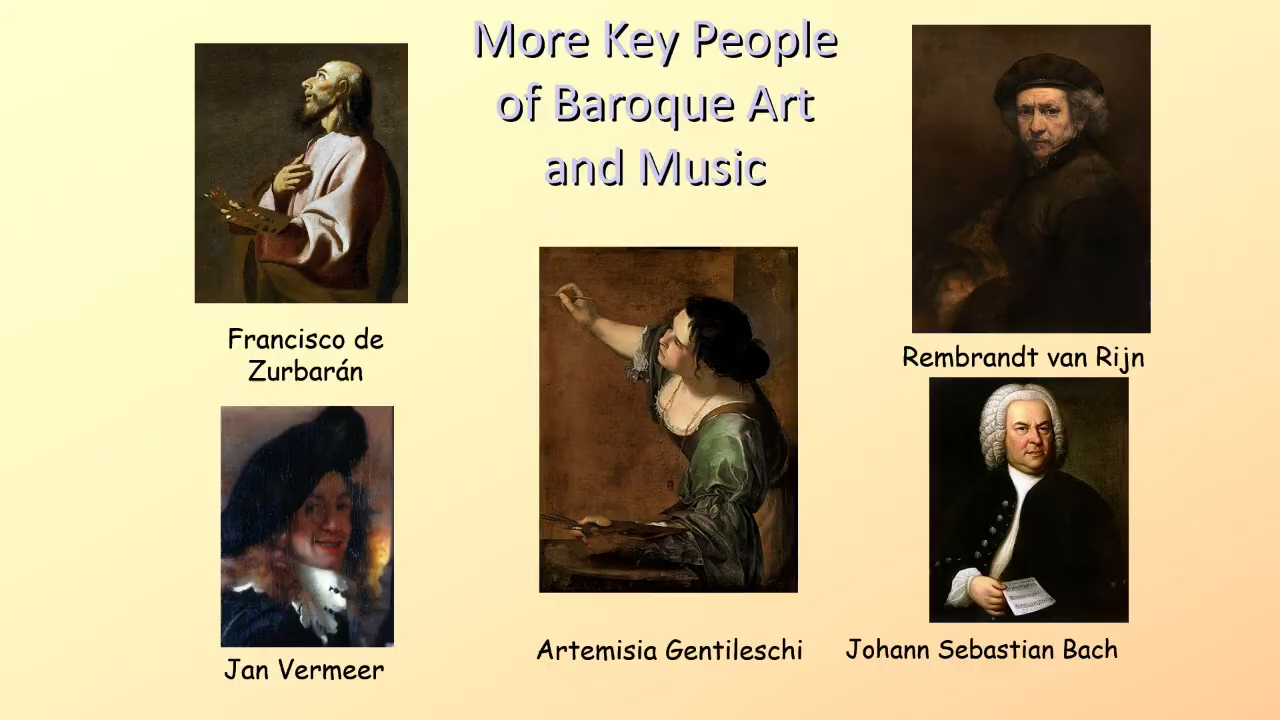 More Key People
of Baroque Art
and Music
Francisco de
Zurbarán
Rembrandt van Rijn
Jan Vermeer
Artemisia Gentileschi
Johann Sebastian Bach